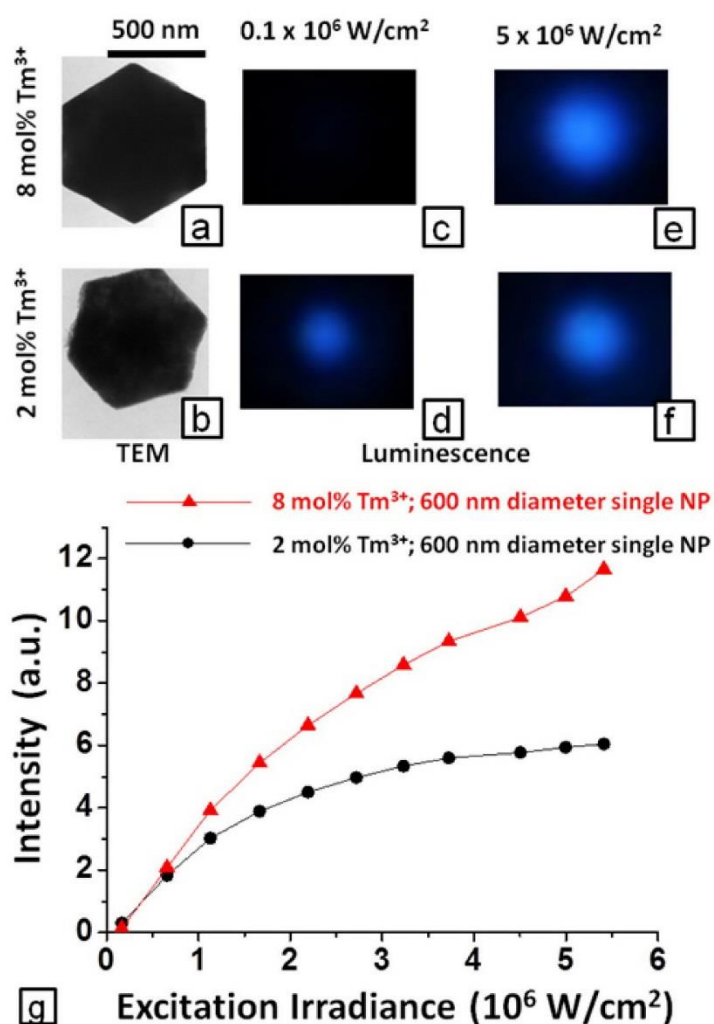 500 nm
0.1 x 10⁶ W/cm²
5 x 10⁶ W/cm²
8 mol% Tm³⁺
a
c
e
2 mol% Tm³⁺
b
d
f
TEM
Luminescence
8 mol% Tm³⁺; 600 nm diameter single NP
2 mol% Tm³⁺; 600 nm diameter single NP
Intensity (a.u.)
12
10
8
6
4
2
0
0 1 2 3 4 5 6
g
Excitation Irradiance (10⁶ W/cm²)